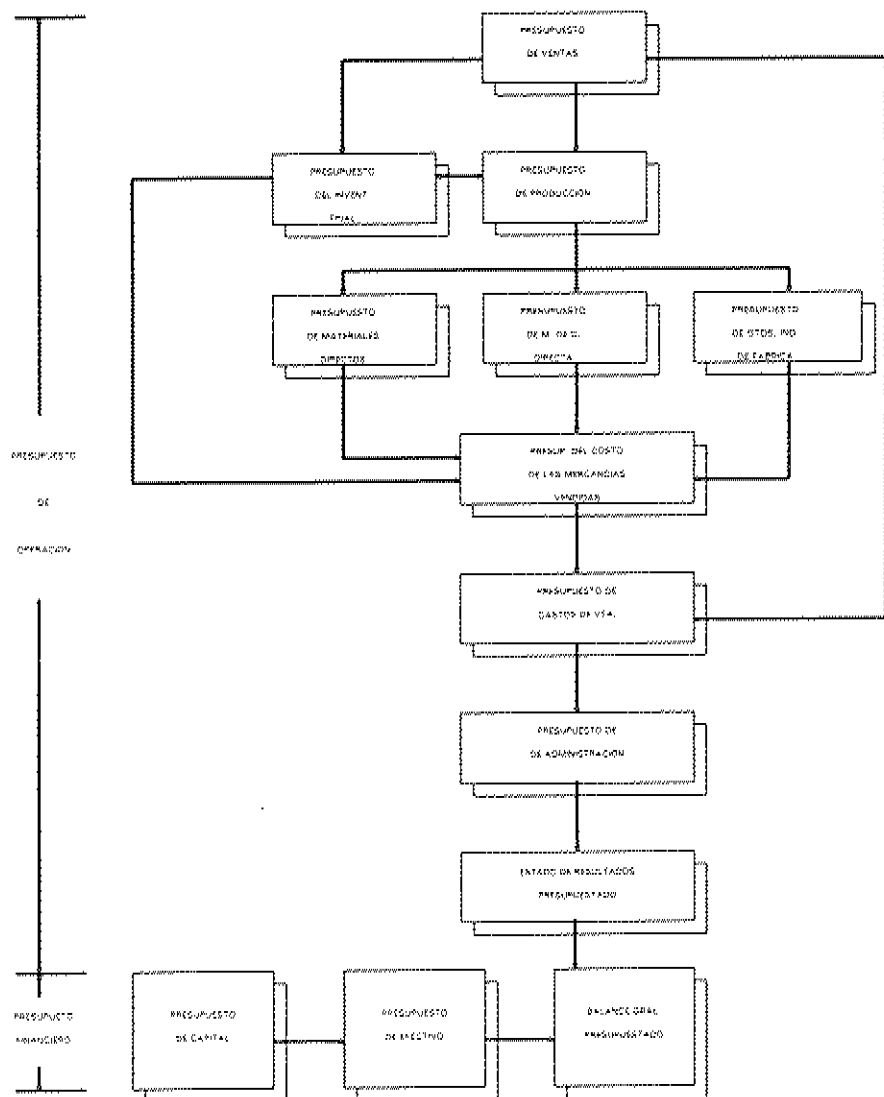 PRESUPUESTO
DE VENTAS
PRESUPUESTO
DEL INVENT
FINAL
PRESUPUESTO
DE PRODUCCION
PRESUPUESTO
DE MATERIALES
DIRECTOS
PRESUPUESTO
DE M. DE O.
DIRECTA
PRESUPUESTO
DE GTOS. IND
DE FABRICA
PRESUPUESTO
DE
OPERACION
PRESUP. DEL COSTO
DE LAS MERCANCIAS
VENDIDAS
PRESUPUESTO DE
GASTOS DE VTA.
PRESUPUESTO DE
DE ADMINISTRACION
ESTADO DE RESULTADOS
PRESUPUESTADO
PRESUPUESTO
FINANCIERO
PRESUPUESTO
DE CAPITAL
PRESUPUESTO
DE EFECTIVO
BALANCE GRAL
PRESUPUESTADO